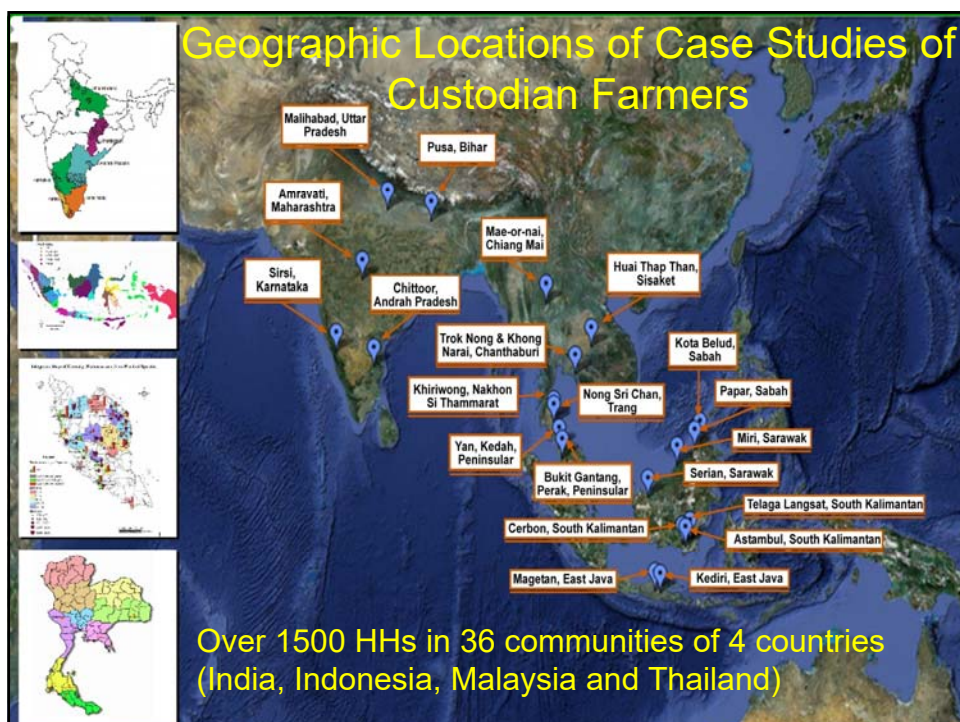 Geographic Locations of Case Studies of
Custodian Farmers
Malihabad, Uttar
Pradesh
Pusa, Bihar
Amravati,
Maharashtra
Mae-or-nai,
Chiang Mai
Sirsi,
Karnataka
Chittoor,
Andrah Pradesh
Huai Thap Than,
Sisaket
Trok Nong & Khong
Narai, Chanthaburi
Kota Belud,
Sabah
Khiriwong, Nakhon
Si Thammarat
Nong Sri Chan,
Trang
Papar, Sabah
Yan, Kedah,
Peninsular
Miri, Sarawak
Bukit Gantang,
Perak, Peninsular
Serian, Sarawak
Telaga Langsat, South Kalimantan
Cerbon, South Kalimantan
Astambul, South Kalimantan
Magetan, East Java
Kediri, East Java
Over 1500 HHs in 36 communities of 4 countries
(India, Indonesia, Malaysia and Thailand)